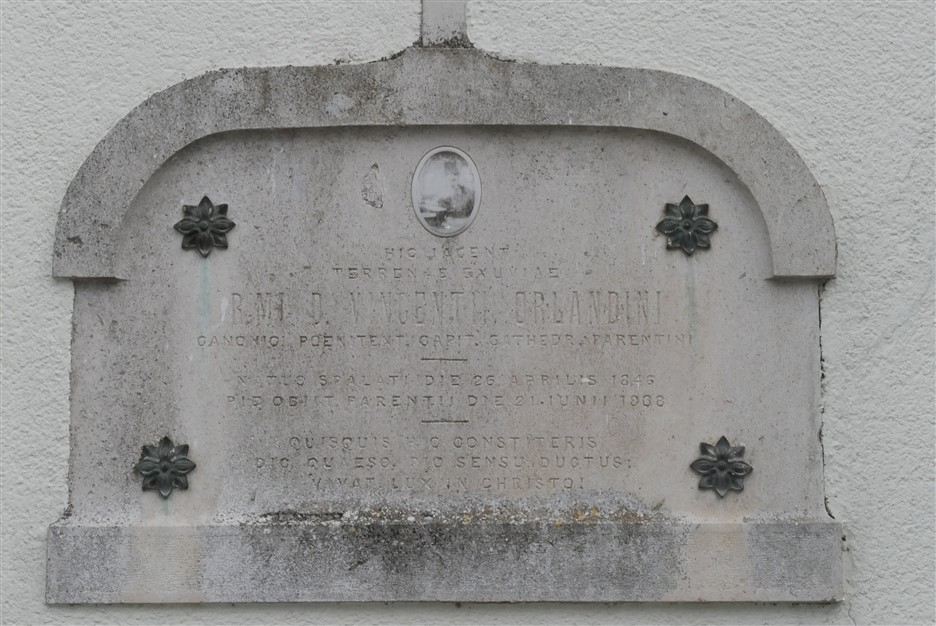 HIC JACENT
TERRENAE EXUVIAE
R.MI D. VINCENTII ORLANDINI
CANONICI POENITENT. CAPIT. CATHEDR. PARENTINI
NATUS SPALATI DIE 26 APRILIS 1846
PIE OBIIT PARENTII DIE 21. IUNII 1908
QUISQUIS HIC CONSTITERIS
DIC, QUAESO, PIO SENSU DUCTUS:
VIVAT LUX IN CHRISTO!